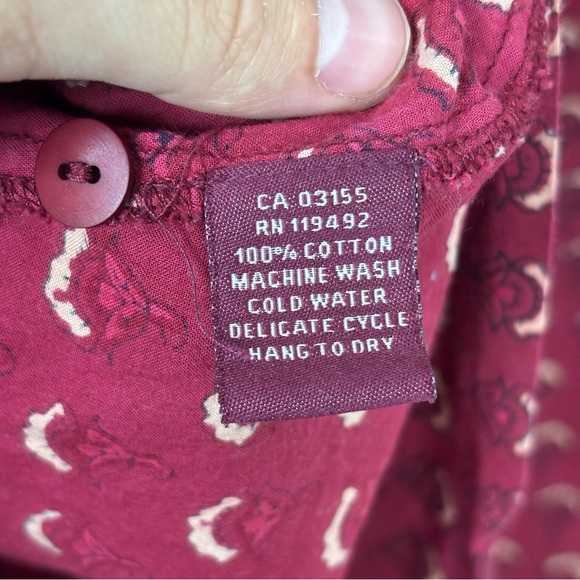 CA 03155
RN 119492
100% COTTON
MACHINE WASH
COLD WATER
DELICATE CYCLE
HANG TO DRY